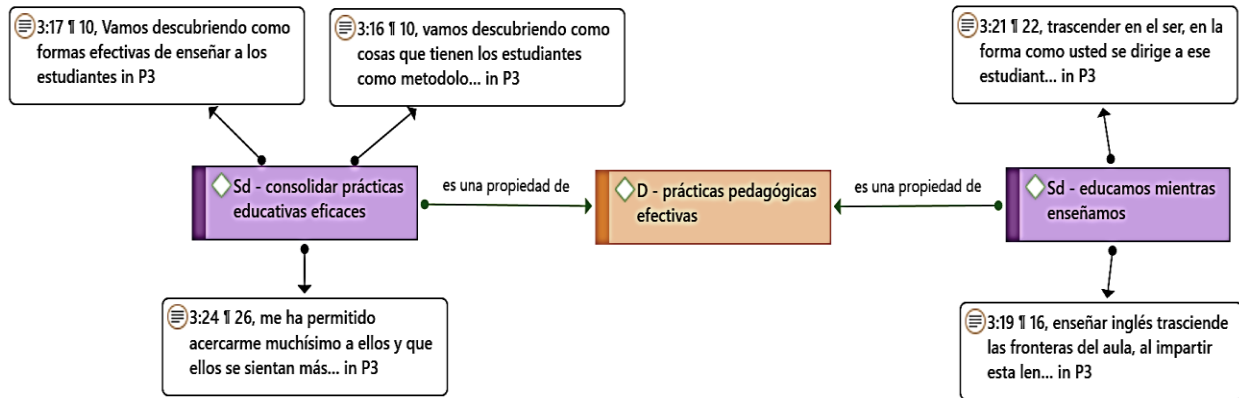 3:17 ¶ 10, Vamos descubriendo como
formas efectivas de enseñar a los
estudiantes in P3
3:16 ¶ 10, vamos descubriendo como
cosas que tienen los estudiantes
como metodolo... in P3
3:21 ¶ 22, trascender en el ser, en la
forma como usted se dirige a ese
estudiant... in P3
Sd - consolidar prácticas
educativas eficaces
es una propiedad de
D - prácticas pedagógicas
efectivas
es una propiedad de
Sd - educamos mientras
enseñamos
3:24 ¶ 26, me ha permitido
acercarme muchísimo a ellos y que
ellos se sientan más... in P3
3:19 ¶ 16, enseñar inglés trasciende
las fronteras del aula, al impartir
esta len... in P3